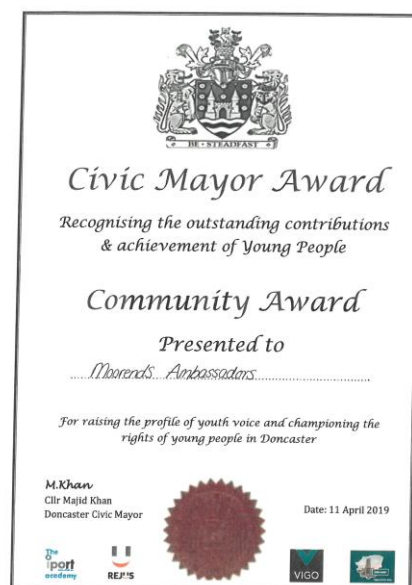 BE - STEADFAST
Civic Mayor Award
Recognising the outstanding contributions
& achievement of Young People
Community Award
Presented to
Moorends Ambassadors
For raising the profile of youth voice and championing the
rights of young people in Doncaster
M.Khan
Cllr Majid Khan
Doncaster Civic Mayor
Date: 11 April 2019
The
iport
academy
VIGO